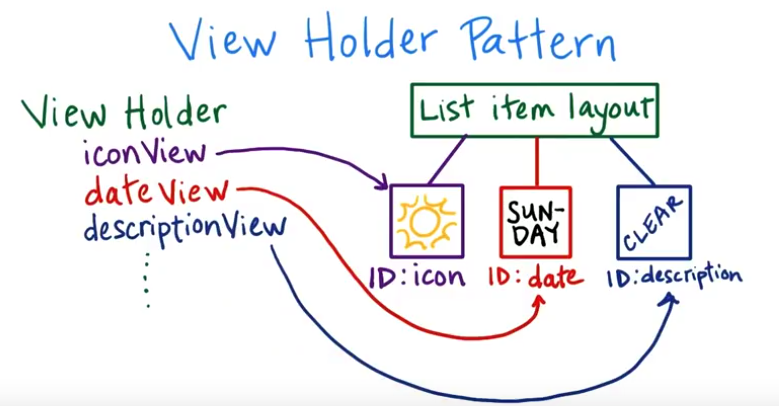 View Holder Pattern
View Holder
iconView
dateView
descriptionView
List item layout
SUN-
DAY
CLEAR
ID: icon
ID: date
ID: description